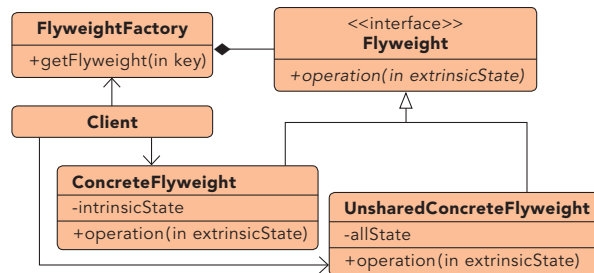 FlyweightFactory
+getFlyweight(in key)
<<interface>>
Flyweight
+operation(in extrinsicState)
Client
ConcreteFlyweight
-intrinsicState
+operation(in extrinsicState)
UnsharedConcreteFlyweight
-allState
+operation(in extrinsicState)